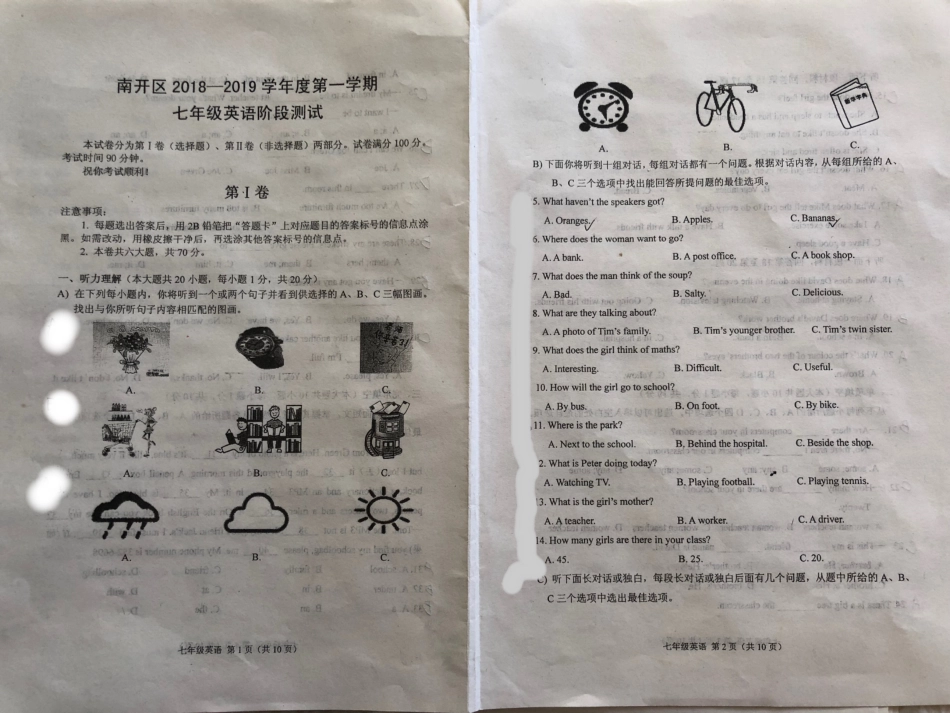 南开区 2018—2019 学年度第一学期
七年级英语阶段测试
本试卷分为第Ⅰ卷（选择题）、第Ⅱ卷（非选择题）两部分。试卷满分 100 分。
考试时间 90 分钟。
祝你考试顺利！
第Ⅰ卷
注意事项：
1. 每题选出答案后，用 2B 铅笔把“答题卡”上对应题目的答案标号的信息点涂
黑。如需改动，用橡皮擦干净后，再选涂其他答案标号的信息点。
2. 本卷共六大题，共 70 分。
一、听力理解（本大题共 20 小题，每小题 1 分，共 20 分）
A) 在下列每小题内，你将听到一个或两个句子并看到供选择的 A、B、C 三幅图画。
找出与你所听句子内容相匹配的图画。
A. B. C.
A. B. C.
A. B. C.
七年级英语 第 1 页（共 10 页）
数学字典
A. B. C.
B) 下面你将听到十组对话，每组对话都有一个问题。根据对话内容，从每组所给的 A、
B、C 三个选项中找出能回答所提问题的最佳选项。
5. What haven't the speakers got?
A. Oranges. B. Apples. C. Bananas.
6. Where does the woman want to go?
A. A bank. B. A post office. C. A book shop.
7. What does the man think of the soup?
A. Bad. B. Salty. C. Delicious.
8. What are they talking about?
A. A photo of Tim's family. B. Tim's younger brother. C. Tim's twin sister.
9. What does the girl think of maths?
A. Interesting. B. Difficult. C. Useful.
10. How will the girl go to school?
A. By bus. B. On foot. C. By bike.
11. Where is the park?
A. Next to the school. B. Behind the hospital. C. Beside the shop.
2. What is Peter doing today?
A. Watching TV. B. Playing football. C. Playing tennis.
13. What is the girl's mother?
A. A teacher. B. A worker. C. A driver.
14. How many girls are there in your class?
A. 45. B. 25. C. 20.
C) 听下面长对话或独白，每段长对话或独白后面有几个问题，从题中所给的 A、B、
C 三个选项中选出最佳选项。
七年级英语 第 2 页（共 10 页）